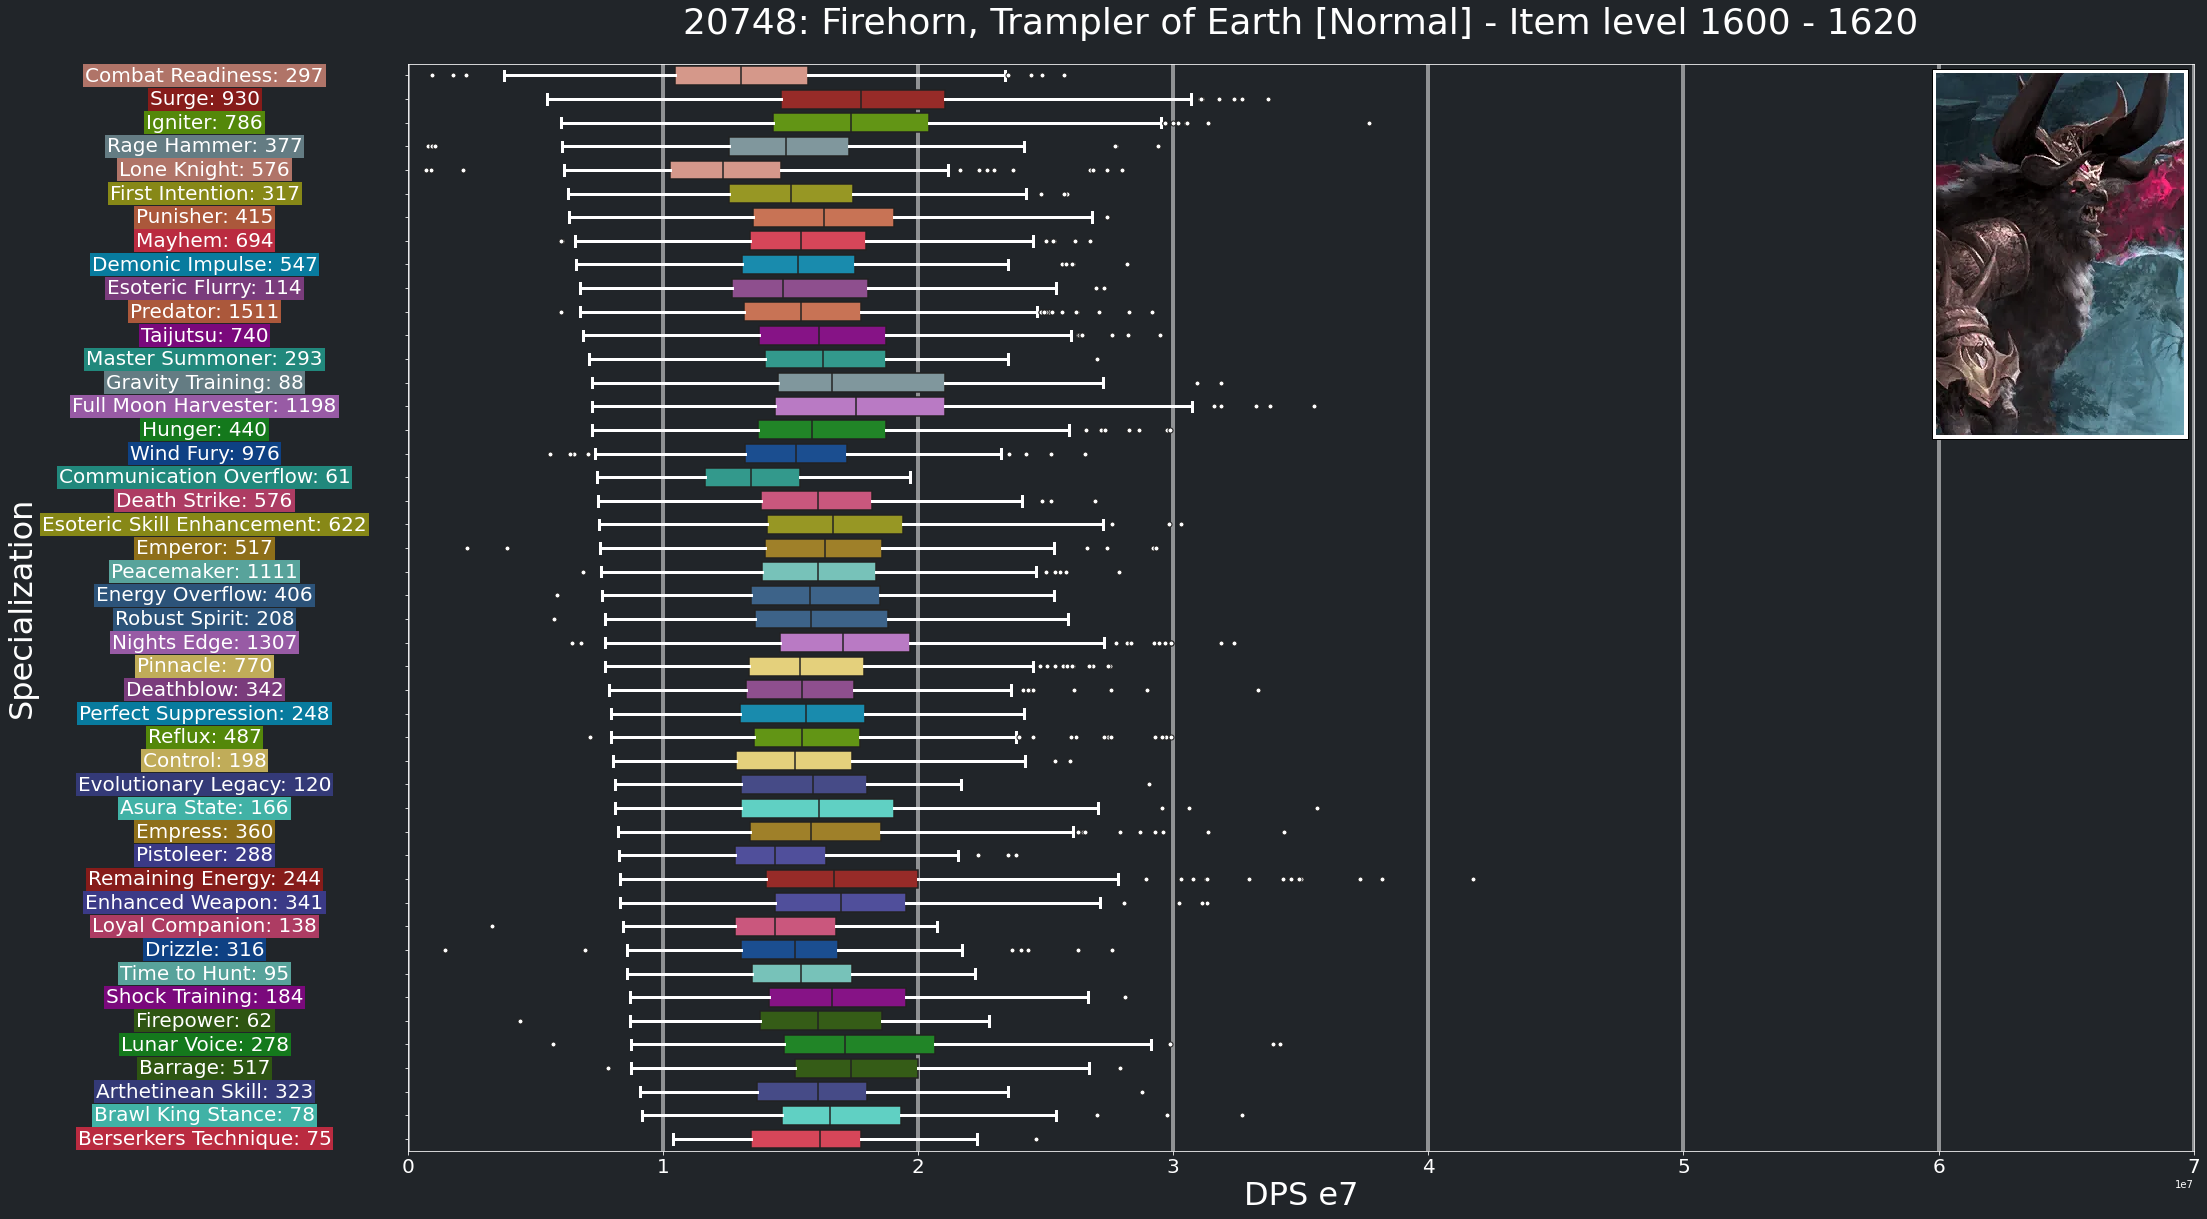 20748: Firehorn, Trampler of Earth [Normal] - Item level 1600 - 1620
Specialization
Combat Readiness: 297
Surge: 930
Igniter: 786
Rage Hammer: 377
Lone Knight: 576
First Intention: 317
Punisher: 415
Mayhem: 694
Demonic Impulse: 547
Esoteric Flurry: 114
Predator: 1511
Taijutsu: 740
Master Summoner: 293
Gravity Training: 88
Full Moon Harvester: 1198
Hunger: 440
Wind Fury: 976
Communication Overflow: 61
Death Strike: 576
Esoteric Skill Enhancement: 622
Emperor: 517
Peacemaker: 1111
Energy Overflow: 406
Robust Spirit: 208
Nights Edge: 1307
Pinnacle: 770
Deathblow: 342
Perfect Suppression: 248
Reflux: 487
Control: 198
Evolutionary Legacy: 120
Asura State: 166
Empress: 360
Pistoleer: 288
Remaining Energy: 244
Enhanced Weapon: 341
Loyal Companion: 138
Drizzle: 316
Time to Hunt: 95
Shock Training: 184
Firepower: 62
Lunar Voice: 278
Barrage: 517
Arthetinean Skill: 323
Brawl King Stance: 78
Berserkers Technique: 75
0 1 2 3 4 5 6 7
1e7
DPS e7